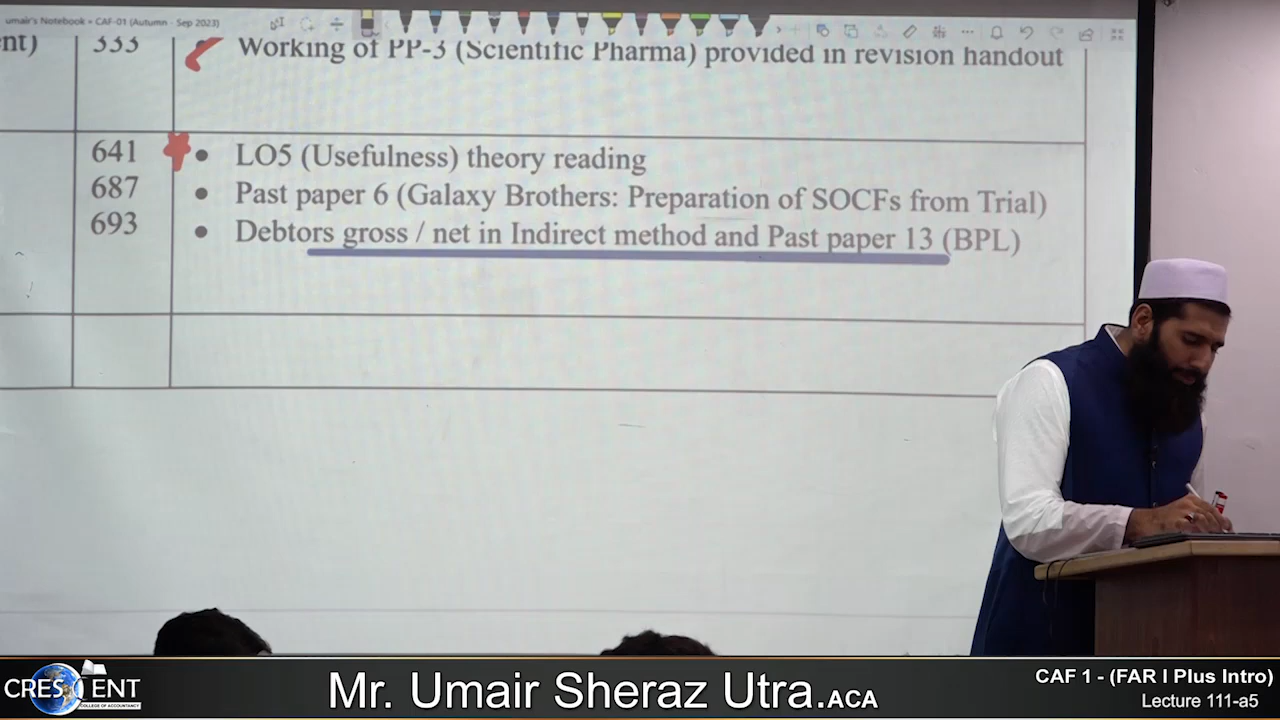 umair's Notebook » CAF-01 (Autumn - Sep 2023)
nt) 333 Working of PP-3 (Scientific Pharma) provided in revision handout
641 • LO5 (Usefulness) theory reading
687 • Past paper 6 (Galaxy Brothers: Preparation of SOCFs from Trial)
693 • Debtors gross / net in Indirect method and Past paper 13 (BPL)
CRESCENT
COLLEGE OF ACCOUNTANCY
Mr. Umair Sheraz Utra.ACA
CAF 1 - (FAR I Plus Intro)
Lecture 111-a5